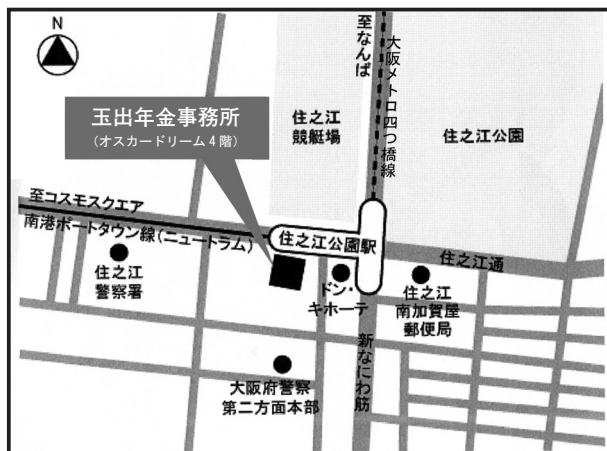 N
玉出年金事務所
(オスカードリーム4階)
至なんば
大阪メトロ四つ橋線
住之江
競艇場
住之江公園
至コスモスクエア
南港ポートタウン線(ニュートラム)
住之江公園駅
住之江通
住之江
警察署
ドン・
キホーテ
住之江
南加賀屋
郵便局
新なにわ筋
大阪府警察
第二方面本部